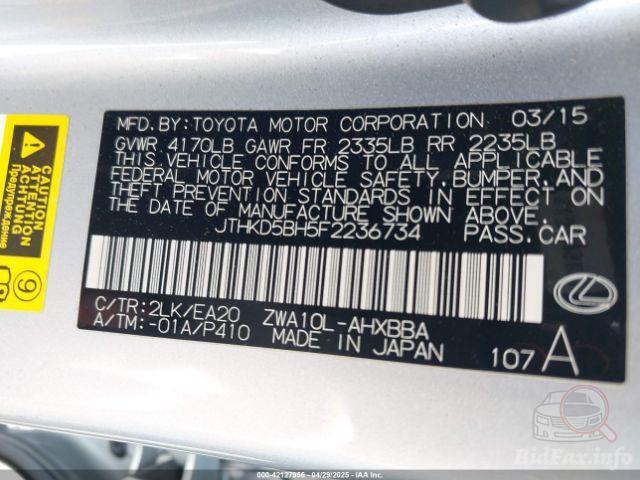 MFD. BY:TOYOTA MOTOR CORPORATION 03/15
GVWR 4170LB GAWR FR 2335LB RR 2235LB
THIS VEHICLE CONFORMS TO ALL APPLICABLE
FEDERAL MOTOR VEHICLE SAFETY, BUMPER, AND
THEFT PREVENTION STANDARDS IN EFFECT ON
THE DATE OF MANUFACTURE SHOWN ABOVE.
JTHKD5BH5F2236734 PASS.CAR
C/TR:2LK/EA20 ZWA10L-AHXBBA
A/TM:-01A/P410 MADE IN JAPAN
107 A
CAUTION
ATTENTION
ACHTUNG
Предупреждение
9
BidFax.info
000-42127956 - 04/29/2025 - IAA Inc.